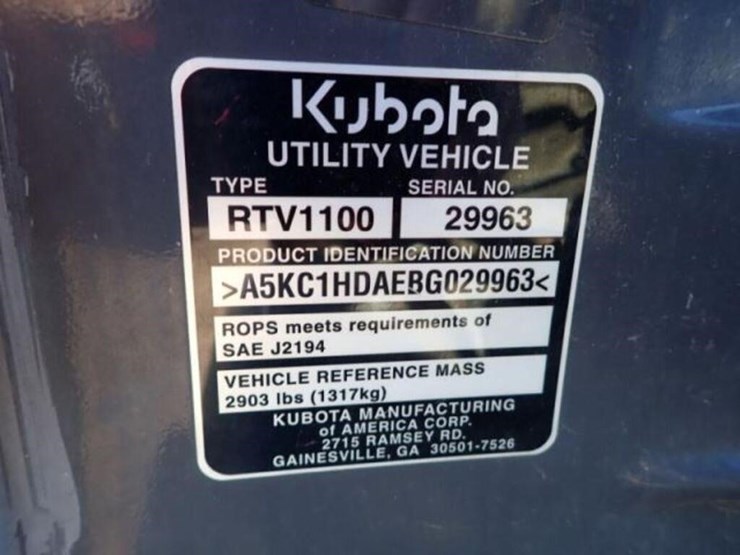 Kubota
UTILITY VEHICLE
TYPE SERIAL NO.
RTV1100 29963
PRODUCT IDENTIFICATION NUMBER
>A5KC1HDAEBG029963<
ROPS meets requirements of
SAE J2194
VEHICLE REFERENCE MASS
2903 lbs (1317kg)
KUBOTA MANUFACTURING
of AMERICA CORP.
2715 RAMSEY RD.
GAINESVILLE, GA 30501-7526